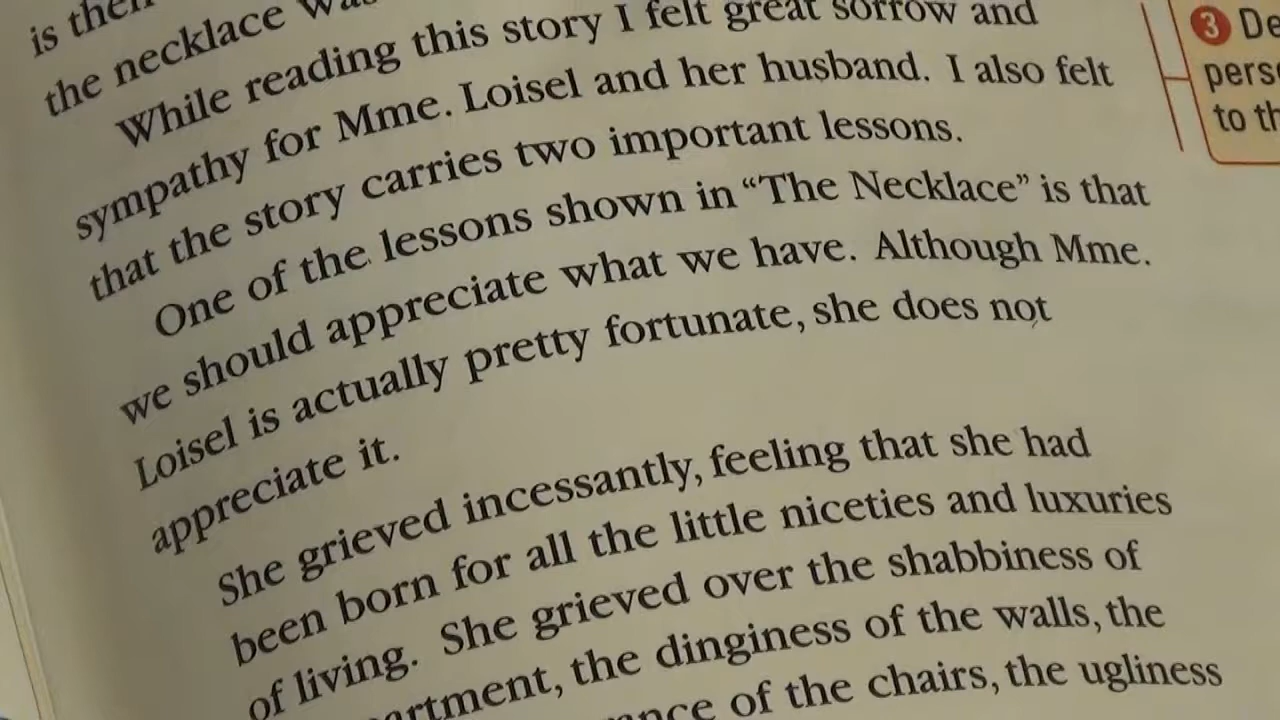 is then
the necklace was
While reading this story I felt great sorrow and
sympathy for Mme. Loisel and her husband. I also felt
that the story carries two important lessons.
One of the lessons shown in “The Necklace” is that
we should appreciate what we have. Although Mme.
Loisel is actually pretty fortunate, she does not
appreciate it.
She grieved incessantly, feeling that she had
been born for all the little niceties and luxuries
of living. She grieved over the shabbiness of
the dinginess of the walls, the
of the chairs, the ugliness
3
to